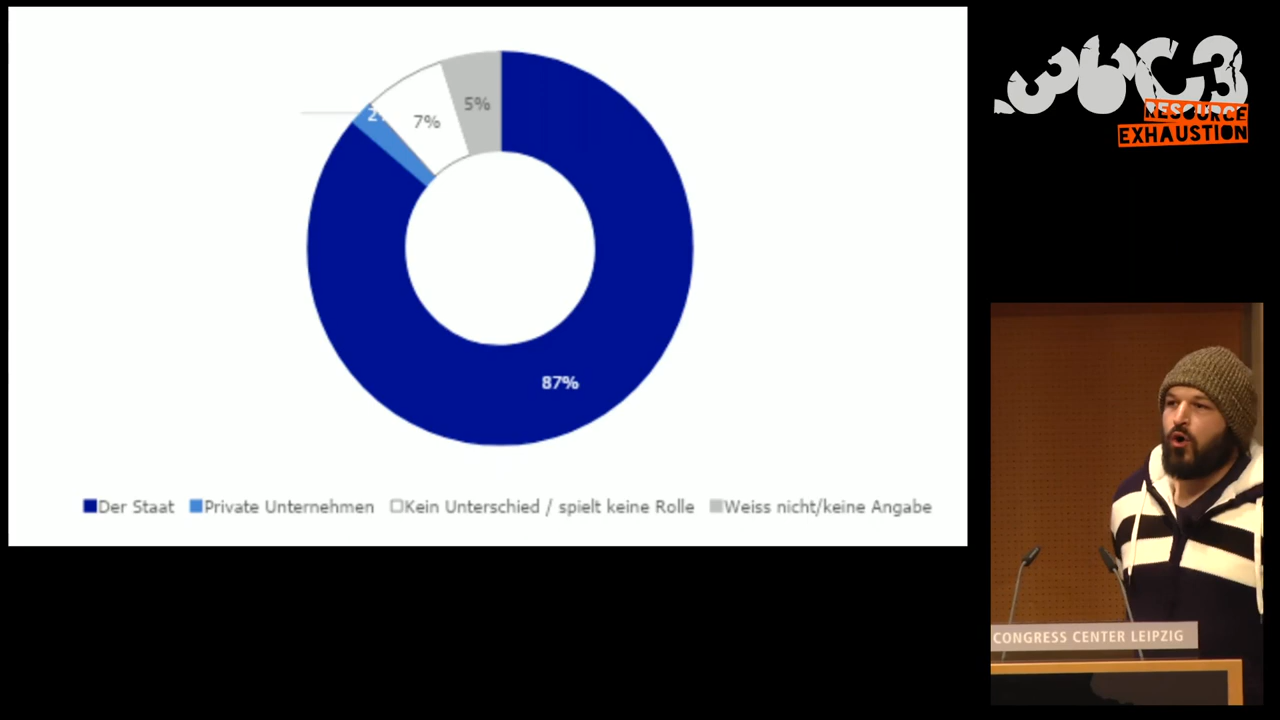 5%
7%
87%
Der Staat Private Unternehmen Kein Unterschied / spielt keine Rolle Weiss nicht/keine Angabe
36C3
RESOURCE
EXHAUSTION
CONGRESS CENTER LEIPZIG